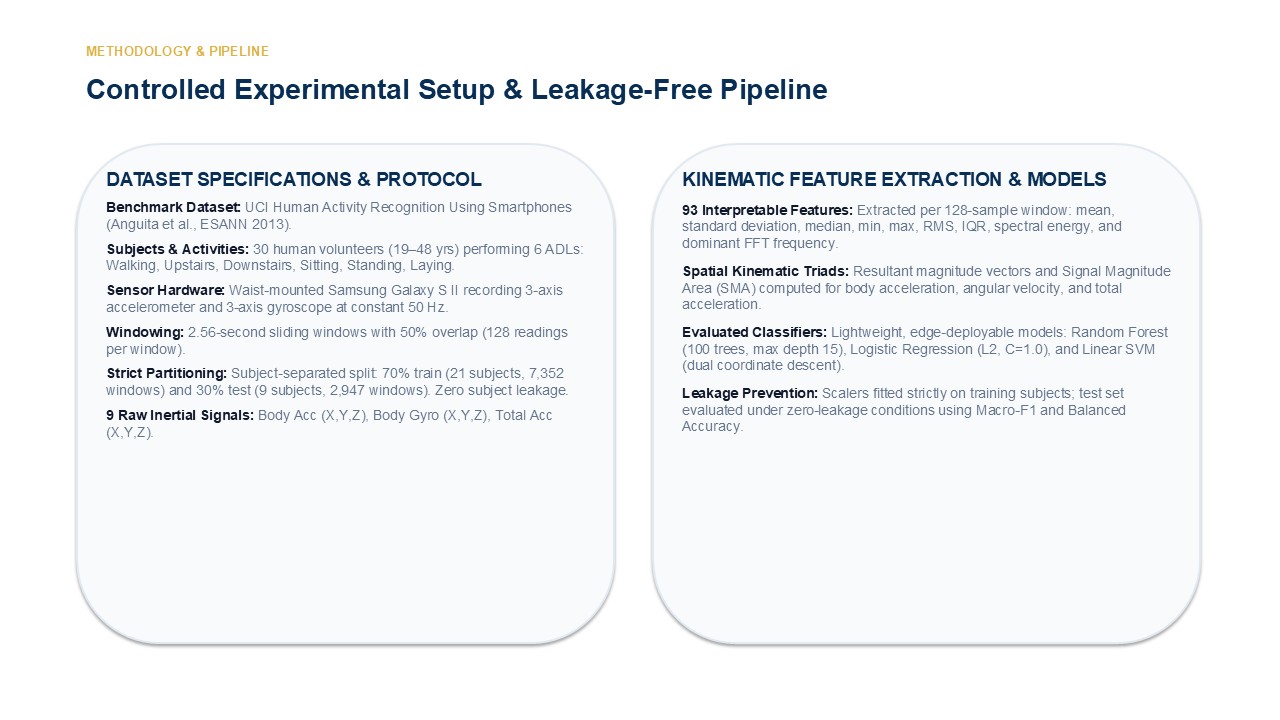 METHODOLOGY & PIPELINE
Controlled Experimental Setup & Leakage-Free Pipeline
DATASET SPECIFICATIONS & PROTOCOL
Benchmark Dataset: UCI Human Activity Recognition Using Smartphones
(Anguita et al., ESANN 2013).
Subjects & Activities: 30 human volunteers (19–48 yrs) performing 6 ADLs:
Walking, Upstairs, Downstairs, Sitting, Standing, Laying.
Sensor Hardware: Waist-mounted Samsung Galaxy S II recording 3-axis
accelerometer and 3-axis gyroscope at constant 50 Hz.
Windowing: 2.56-second sliding windows with 50% overlap (128 readings
per window).
Strict Partitioning: Subject-separated split: 70% train (21 subjects, 7,352
windows) and 30% test (9 subjects, 2,947 windows). Zero subject leakage.
9 Raw Inertial Signals: Body Acc (X,Y,Z), Body Gyro (X,Y,Z), Total Acc
(X,Y,Z).
KINEMATIC FEATURE EXTRACTION & MODELS
93 Interpretable Features: Extracted per 128-sample window: mean,
standard deviation, median, min, max, RMS, IQR, spectral energy, and
dominant FFT frequency.
Spatial Kinematic Triads: Resultant magnitude vectors and Signal Magnitude
Area (SMA) computed for body acceleration, angular velocity, and total
acceleration.
Evaluated Classifiers: Lightweight, edge-deployable models: Random Forest
(100 trees, max depth 15), Logistic Regression (L2, C=1.0), and Linear SVM
(dual coordinate descent).
Leakage Prevention: Scalers fitted strictly on training subjects; test set
evaluated under zero-leakage conditions using Macro-F1 and Balanced
Accuracy.